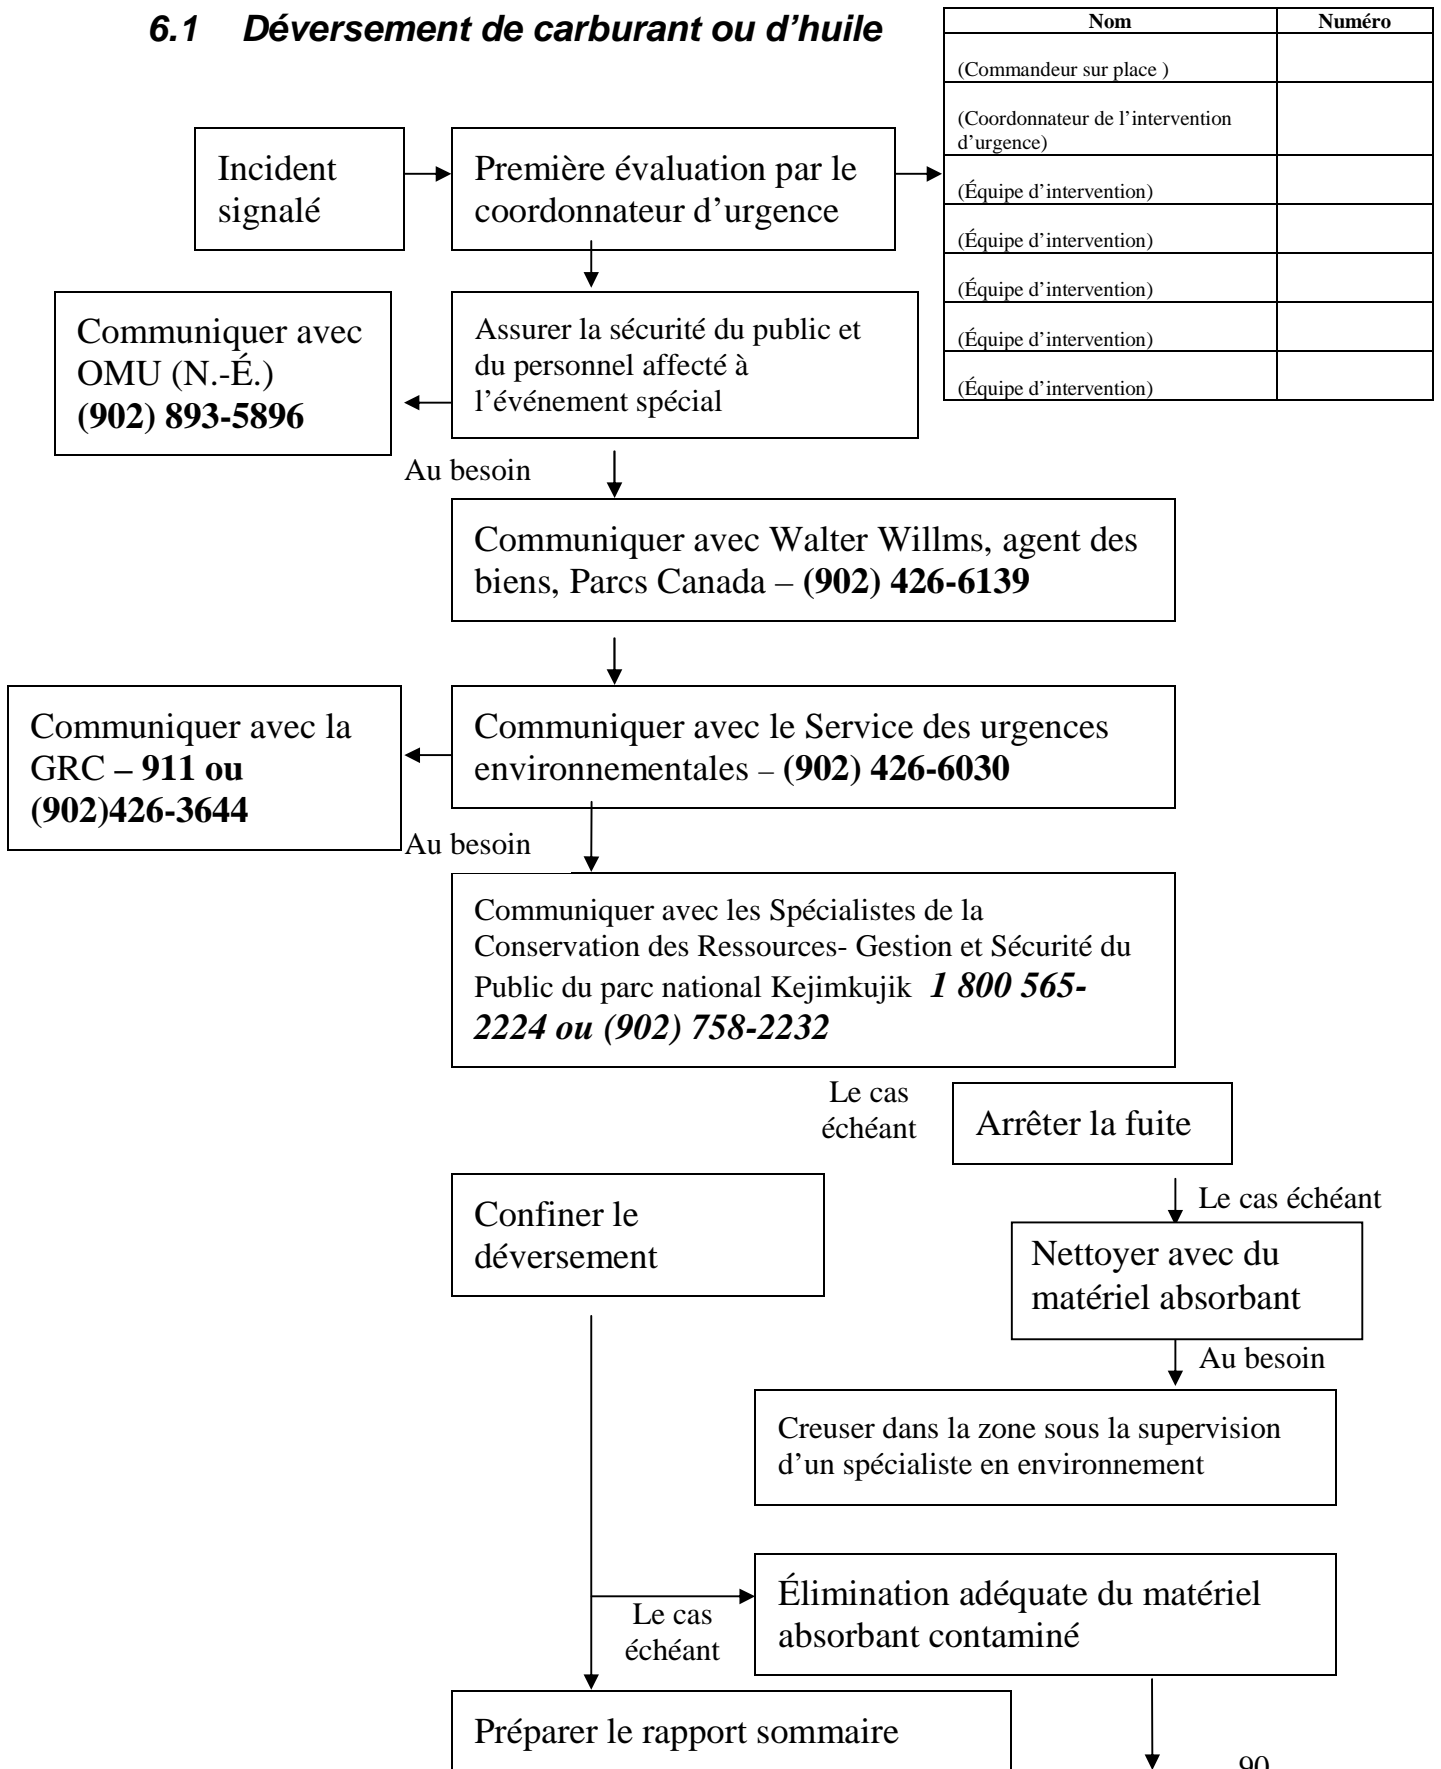 6.1 Déversement de carburant ou d’huile
Nom Numéro
(Commandeur sur place )
(Coordonnateur de l’intervention
d’urgence)
(Équipe d’intervention)
(Équipe d’intervention)
(Équipe d’intervention)
(Équipe d’intervention)
(Équipe d’intervention)
Incident
signalé
Première évaluation par le
coordonnateur d’urgence
Communiquer avec
OMU (N.-É.)
(902) 893-5896
Assurer la sécurité du public et
du personnel affecté à
l’événement spécial
Au besoin
Communiquer avec Walter Willms, agent des
biens, Parcs Canada – (902) 426-6139
Communiquer avec la
GRC – 911 ou
(902)426-3644
Communiquer avec le Service des urgences
environnementales – (902) 426-6030
Au besoin
Communiquer avec les Spécialistes de la
Conservation des Ressources- Gestion et Sécurité du
Public du parc national Kejimkujik 1 800 565-
2224 ou (902) 758-2232
Le cas
échéant
Arrêter la fuite
Confiner le
déversement
Le cas échéant
Nettoyer avec du
matériel absorbant
Au besoin
Creuser dans la zone sous la supervision
d’un spécialiste en environnement
Élimination adéquate du matériel
absorbant contaminé
Le cas
échéant
Préparer le rapport sommaire
90